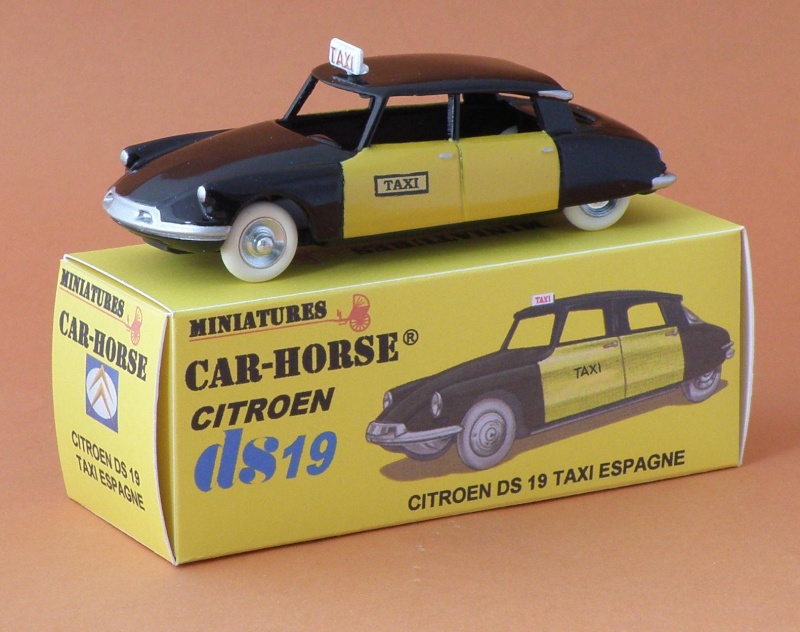 TAXI
TAXI
MINIATURES
CAR-HORSE
CITROEN DS 19
TAXI ESPAGNE
MINIATURES
CAR-HORSE®
CITROEN
ds19
TAXI
TAXI
CITROEN DS 19 TAXI ESPAGNE
MINIATURES